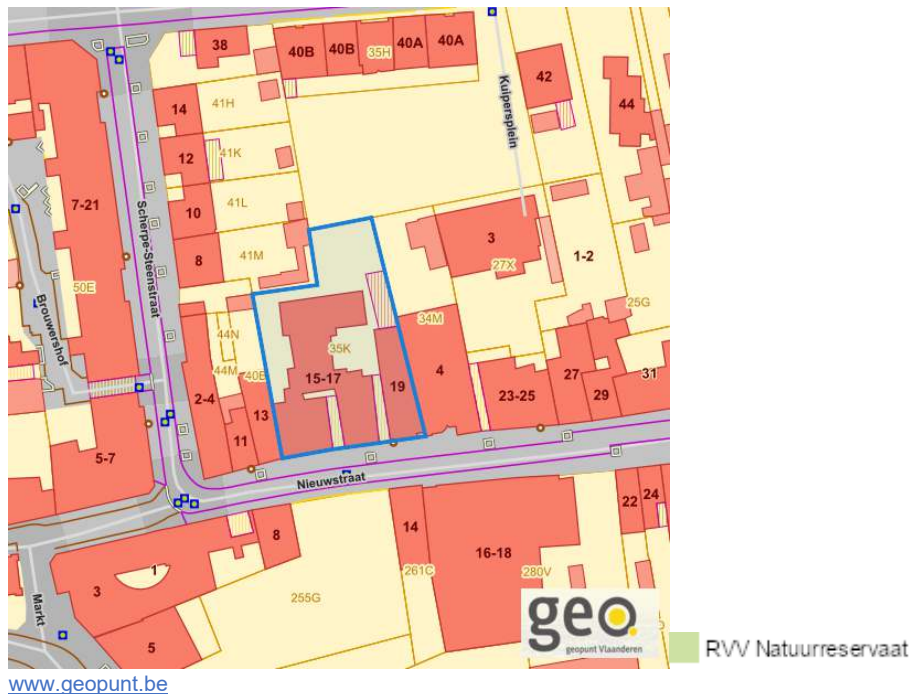 38
40B
40B
35H
40A
40A
Kuipersplein
42
44
14
41H
12
41K
7-21
Scherpe-Steenstraat
10
41L
8
41M
3
27X
1-2
50E
Brouwershof
25G
44N
34M
35K
44M
40E
15-17
19
4
2-4
13
11
23-25
27
29
31
5-7
Nieuwstraat
22
24
8
14
16-18
3
1
261C
280V
255G
Markt
5
geo
geopunt Vlaanderen
RVV Natuurreservaat
www.geopunt.be